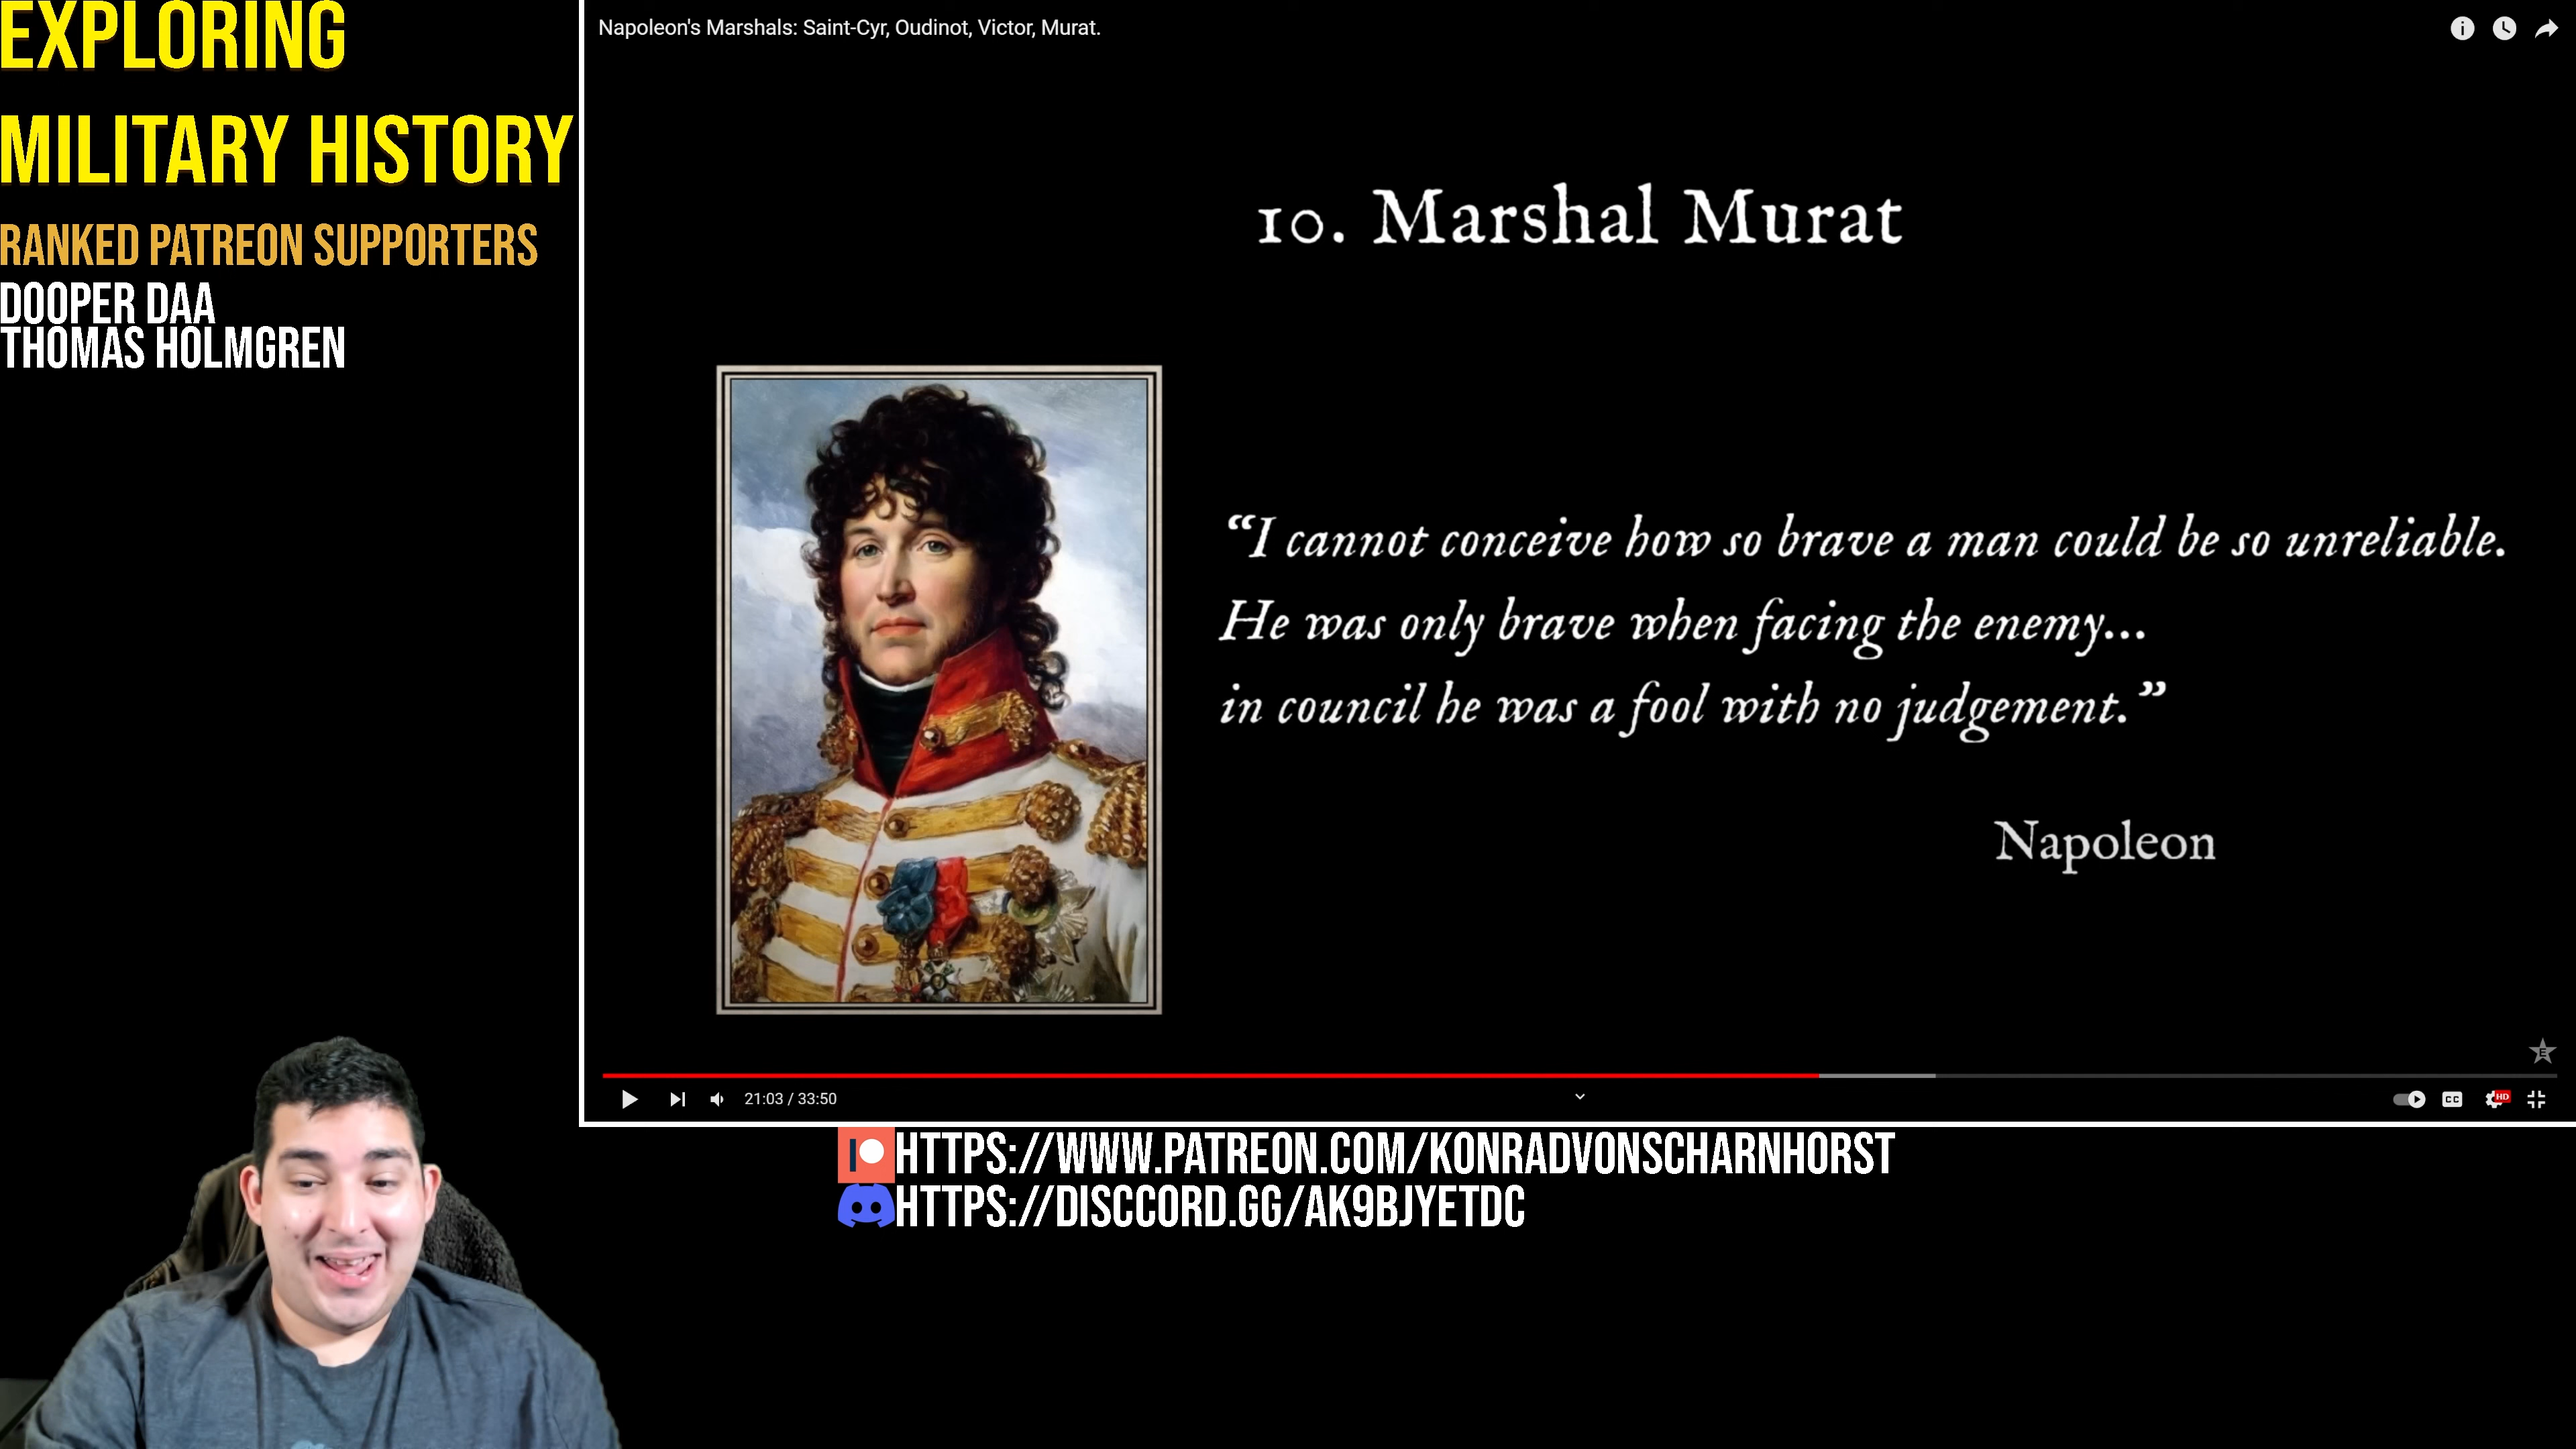 EXPLORING
MILITARY HISTORY
RANKED PATREON SUPPORTERS
DOOPER DAA
THOMAS HOLMGREN
Napoleon's Marshals: Saint-Cyr, Oudinot, Victor, Murat.
10. Marshal Murat
“I cannot conceive how so brave a man could be so unreliable.
He was only brave when facing the enemy...
in council he was a fool with no judgement.”
Napoleon
E
21:03 / 33:50
CC
HD
HTTPS://WWW.PATREON.COM/KONRADVONSCHARNHORST
HTTPS://DISCCORD.GG/AK9BJYETDC